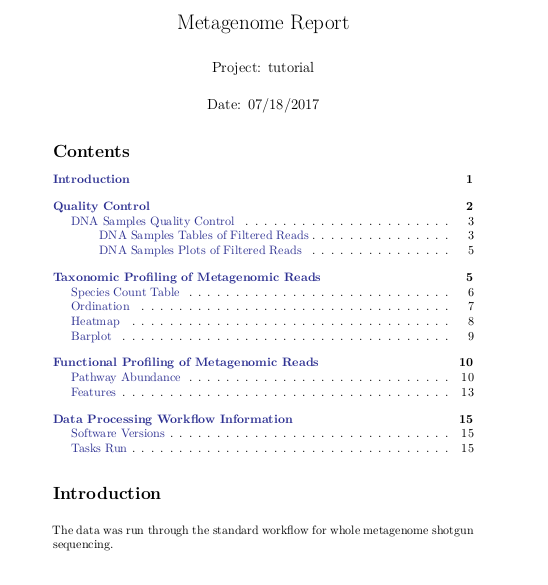 Metagenome Report
Project: tutorial
Date: 07/18/2017
Contents
Introduction 1
Quality Control 2
DNA Samples Quality Control . . . . . . . . . . . . . . . . . . . . . . 3
DNA Samples Tables of Filtered Reads . . . . . . . . . . . . . . . 3
DNA Samples Plots of Filtered Reads . . . . . . . . . . . . . . . 5
Taxonomic Profiling of Metagenomic Reads 5
Species Count Table . . . . . . . . . . . . . . . . . . . . . . . . . . . 6
Ordination . . . . . . . . . . . . . . . . . . . . . . . . . . . . . . . 7
Heatmap . . . . . . . . . . . . . . . . . . . . . . . . . . . . . . . . 8
Barplot . . . . . . . . . . . . . . . . . . . . . . . . . . . . . . . . . 9
Functional Profiling of Metagenomic Reads 10
Pathway Abundance . . . . . . . . . . . . . . . . . . . . . . . . . . . 10
Features . . . . . . . . . . . . . . . . . . . . . . . . . . . . . . . . . 13
Data Processing Workflow Information 15
Software Versions . . . . . . . . . . . . . . . . . . . . . . . . . . . . 15
Tasks Run . . . . . . . . . . . . . . . . . . . . . . . . . . . . . . . . 15
Introduction
The data was run through the standard workflow for whole metagenome shotgun
sequencing.